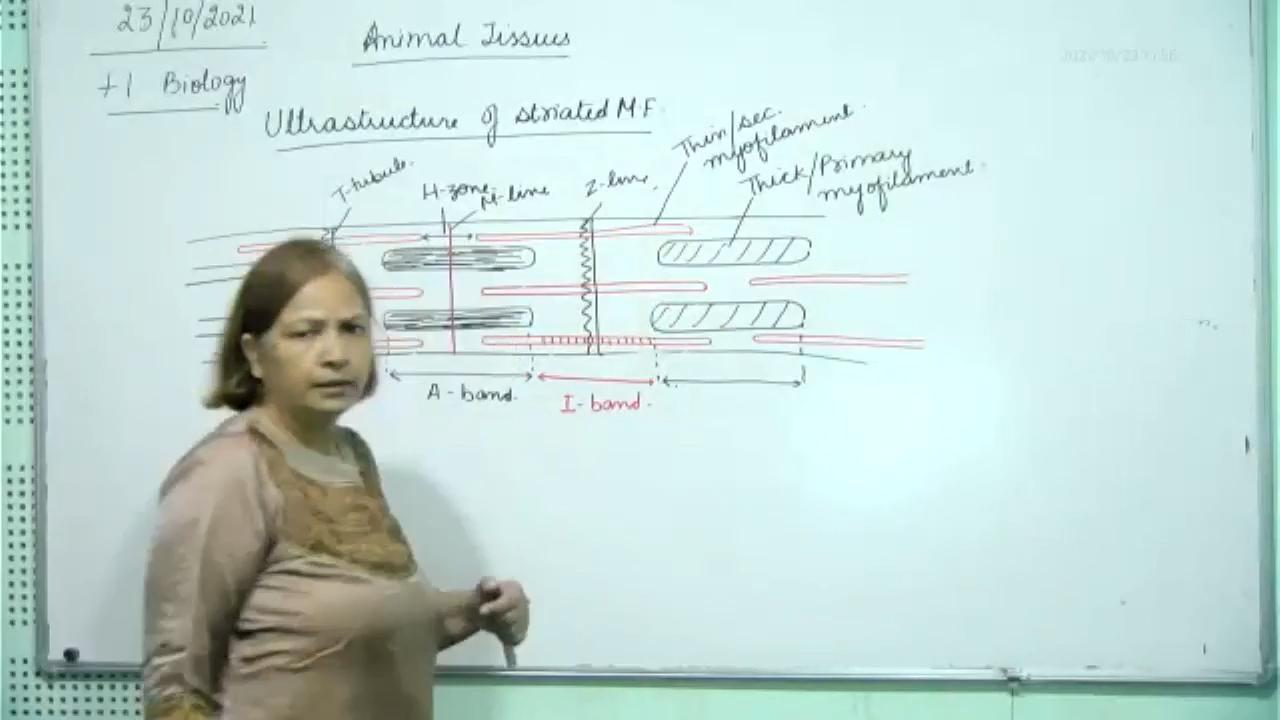 23/10/2021
Animal Tissues
+1 Biology
Ultrastructure of striated M.F.
Thin/sec.
myofilament.
Thick/Primary
myofilament.
T-tubule.
H-zone
M-line
Z-line.
A-band.
I-band.